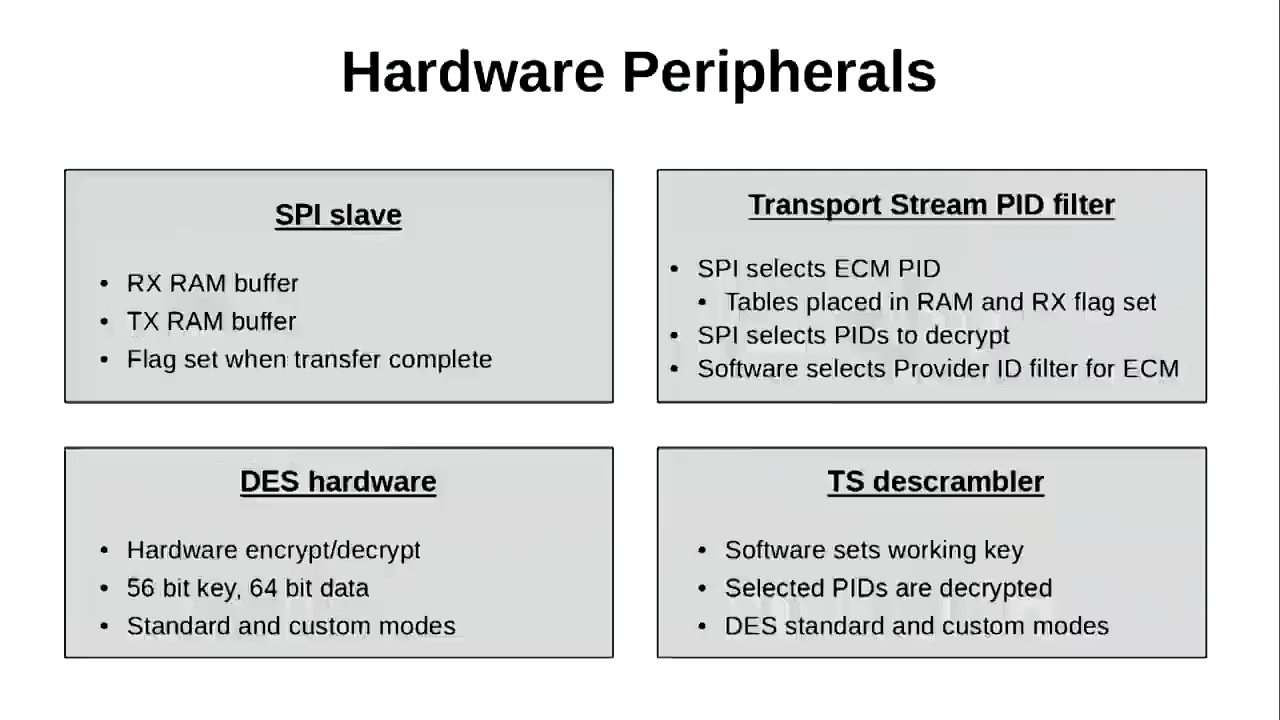 Hardware Peripherals
SPI slave
• RX RAM buffer
• TX RAM buffer
• Flag set when transfer complete
Transport Stream PID filter
• SPI selects ECM PID
• Tables placed in RAM and RX flag set
• SPI selects PIDs to decrypt
• Software selects Provider ID filter for ECM
DES hardware
• Hardware encrypt/decrypt
• 56 bit key, 64 bit data
• Standard and custom modes
TS descrambler
• Software sets working key
• Selected PIDs are decrypted
• DES standard and custom modes